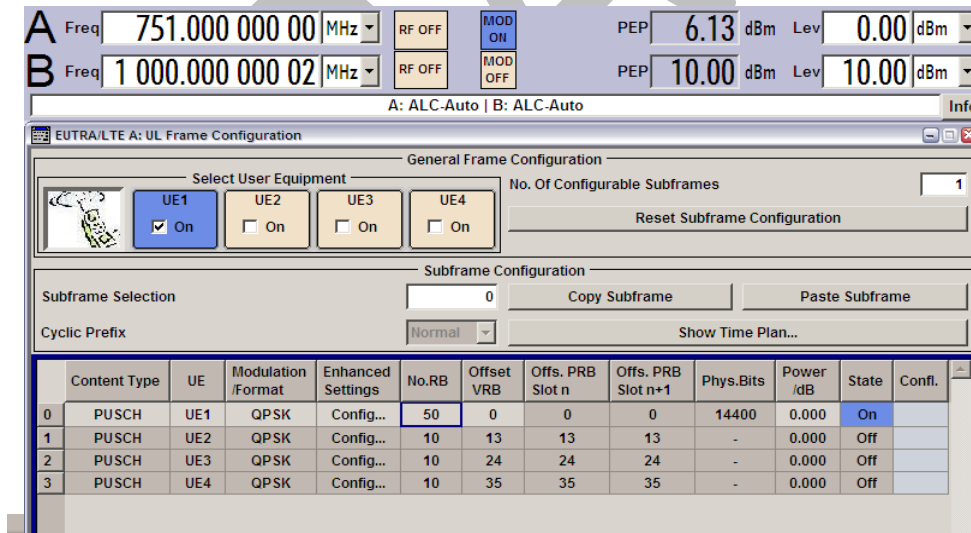 A Freq 751.000 000 00 MHz RF OFF MOD ON PEP 6.13 dBm Lev 0.00 dBm
B Freq 1 000.000 000 02 MHz RF OFF MOD OFF PEP 10.00 dBm Lev 10.00 dBm
A: ALC-Auto | B: ALC-Auto Info
EUTRA/LTE A: UL Frame Configuration
General Frame Configuration
Select User Equipment
UE1 UE2 UE3 UE4
On On On On
No. Of Configurable Subframes 1
Reset Subframe Configuration
Subframe Configuration
Subframe Selection 0 Copy Subframe Paste Subframe
Cyclic Prefix Normal Show Time Plan...
Content Type UE Modulation /Format Enhanced Settings No.RB Offset VRB Offs. PRB Slot n Offs. PRB Slot n+1 Phys.Bits Power /dB State Confl.
0 PUSCH UE1 QPSK Config... 50 0 0 0 14400 0.000 On
1 PUSCH UE2 QPSK Config... 10 13 13 13 - 0.000 Off
2 PUSCH UE3 QPSK Config... 10 24 24 24 - 0.000 Off
3 PUSCH UE4 QPSK Config... 10 35 35 35 - 0.000 Off